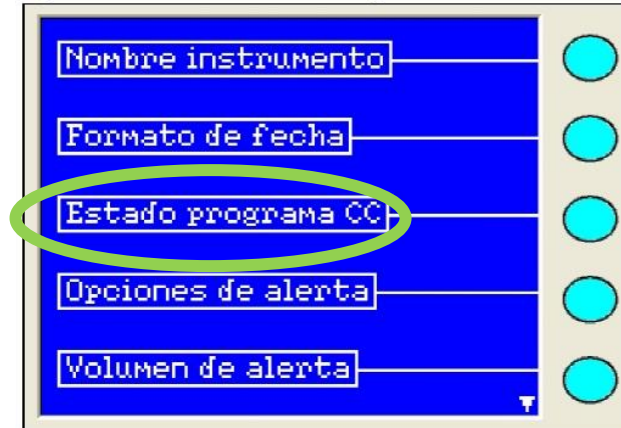 Nombre instrumento
Formato de fecha
Estado programa CC
Opciones de alerta
Volumen de alerta